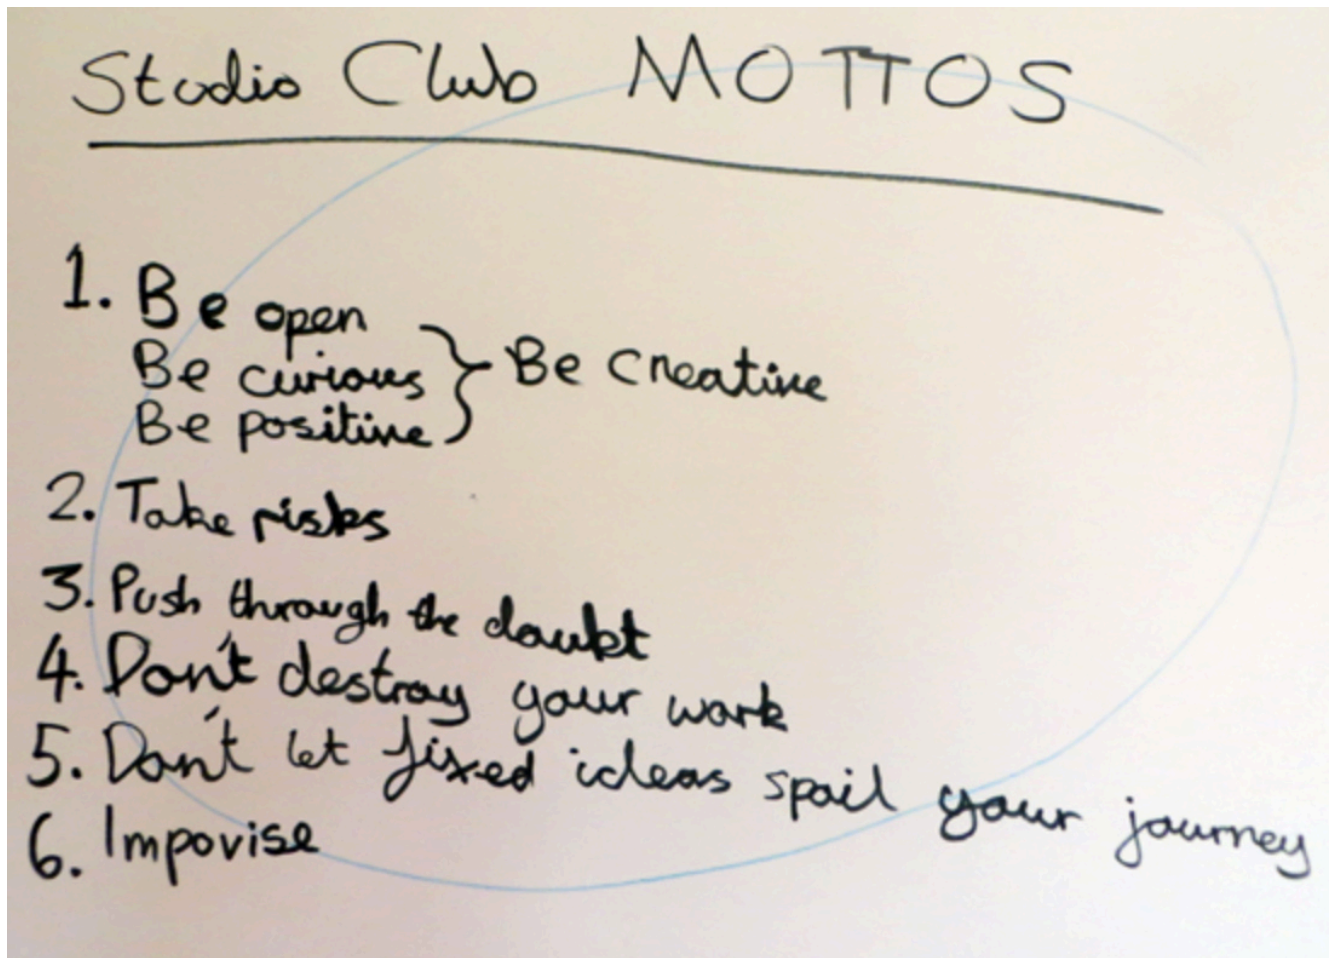 Studio Club MOTTOS
1. Be open
Be curious } Be creative
Be positive
2. Take risks
3. Push through the doubt
4. Don't destroy your work
5. Don't let fixed ideas spoil your journey
6. Impovise